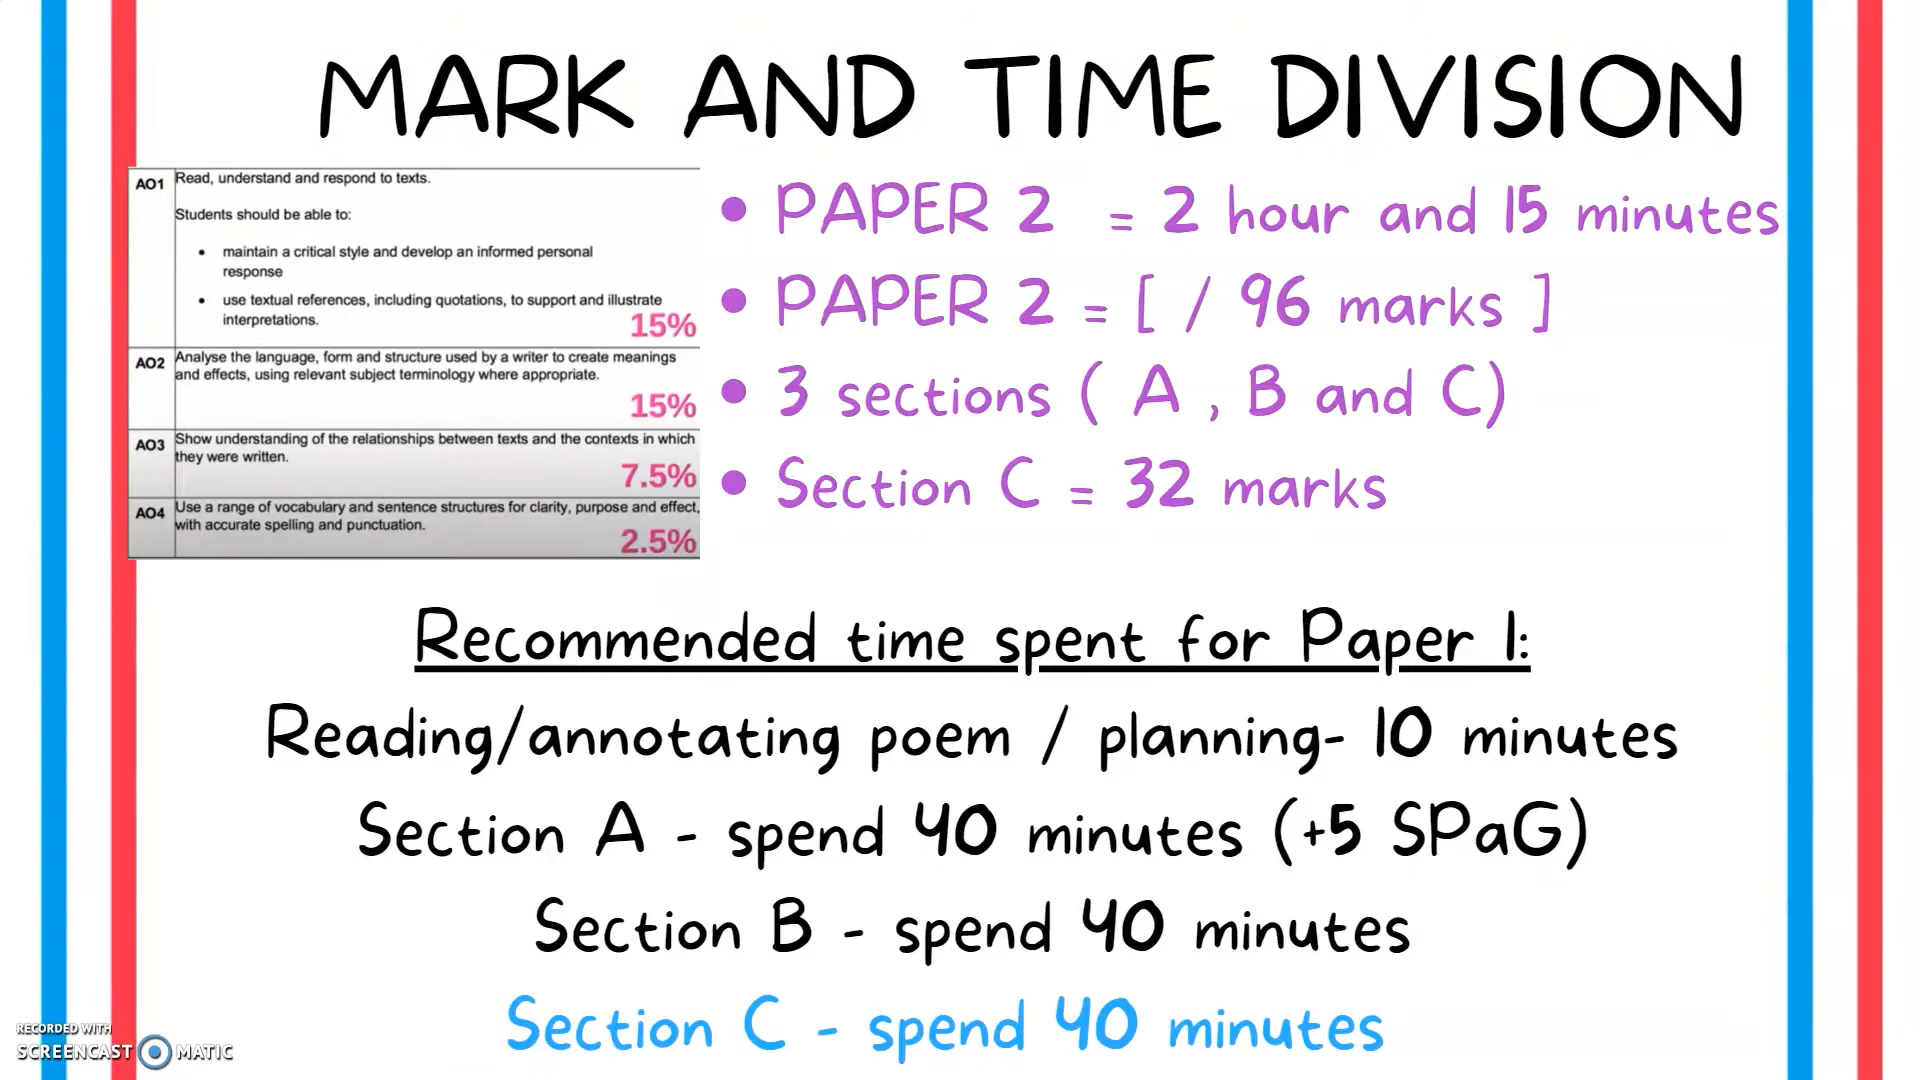 MARK AND TIME DIVISION
AO1
Read, understand and respond to texts.
Students should be able to:
• maintain a critical style and develop an informed personal
response
• use textual references, including quotations, to support and illustrate
interpretations.
15%
AO2
Analyse the language, form and structure used by a writer to create meanings
and effects, using relevant subject terminology where appropriate.
15%
AO3
Show understanding of the relationships between texts and the contexts in which
they were written.
7.5%
AO4
Use a range of vocabulary and sentence structures for clarity, purpose and effect,
with accurate spelling and punctuation.
2.5%
• PAPER 2 = 2 hour and 15 minutes
• PAPER 2 = [ / 96 marks ]
• 3 sections ( A , B and C)
• Section C = 32 marks
Recommended time spent for Paper 1:
Reading/annotating poem / planning- 10 minutes
Section A - spend 40 minutes (+5 SPaG)
Section B - spend 40 minutes
Section C - spend 40 minutes
RECORDED WITH
SCREENCAST MATIC